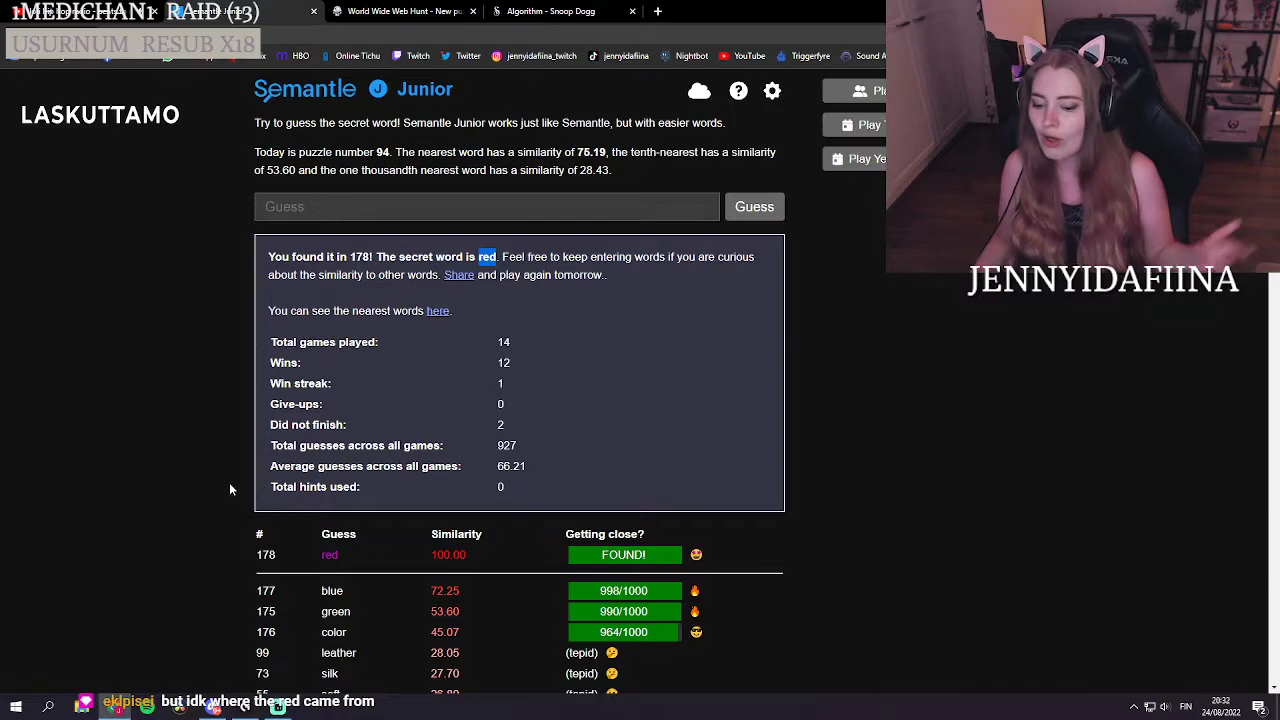 1MEDICHAN1 RAID (13)
USURNUM RESUB X18
World Wide Web Hunt - New pu
Algorithm - Snoop Dogg
HBO
Online Tichu
Twitch
Twitter
jennyidafiina_twitch
jennyidafiina
Nightbot
YouTube
Triggerfyre
Sound A
LASKUTTAMO
Semantle J Junior
Try to guess the secret word! Semantle Junior works just like Semantle, but with easier words.
Today is puzzle number 94. The nearest word has a similarity of 75.19, the tenth-nearest has a similarity
of 53.60 and the one thousandth nearest word has a similarity of 28.43.
Pla
Play T
Play Ye
Guess
Guess
You found it in 178! The secret word is red. Feel free to keep entering words if you are curious
about the similarity to other words. Share and play again tomorrow..
You can see the nearest words here.
Total games played: 14
Wins: 12
Win streak: 1
Give-ups: 0
Did not finish: 2
Total guesses across all games: 927
Average guesses across all games: 66.21
Total hints used: 0
JENNYIDAFIINA
# Guess Similarity Getting close?
178 red 100.00 FOUND!
177 blue 72.25 998/1000
175 green 53.60 990/1000
176 color 45.07 964/1000
99 leather 28.05 (tepid)
73 silk 27.70 (tepid)
eklpisei but idk where the red came from
FIN
20:32
24/08/2022